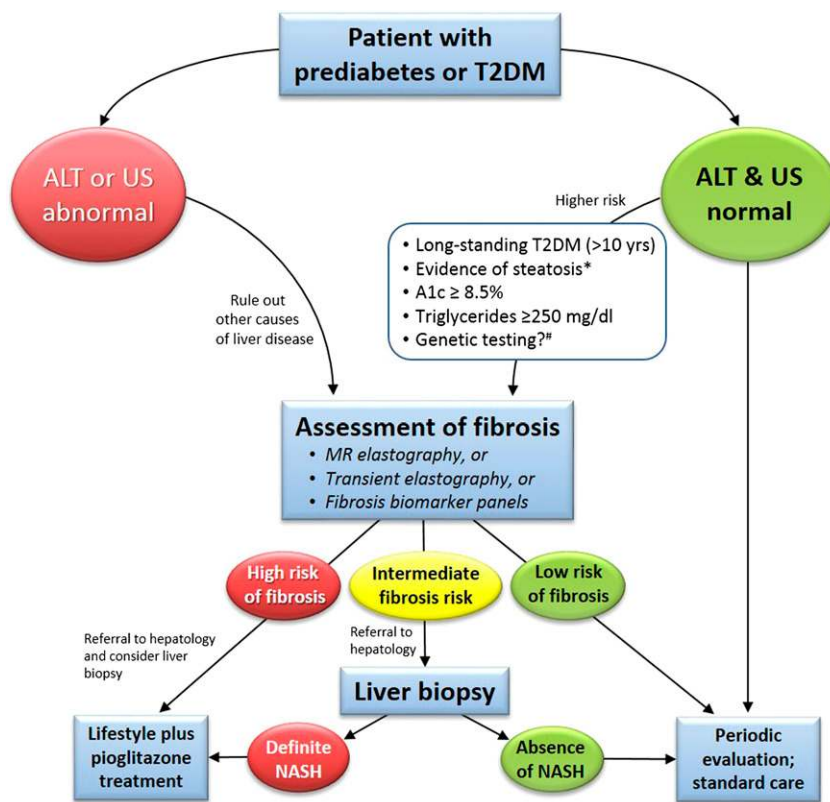 Patient with
prediabetes or T2DM
ALT or US
abnormal
ALT & US
normal
Higher risk
• Long-standing T2DM (>10 yrs)
• Evidence of steatosis*
• A1c ≥ 8.5%
• Triglycerides ≥250 mg/dl
• Genetic testing?#
Rule out
other causes
of liver disease
Assessment of fibrosis
• MR elastography, or
• Transient elastography, or
• Fibrosis biomarker panels
High risk
of fibrosis
Intermediate
fibrosis risk
Low risk
of fibrosis
Referral to hepatology
and consider liver
biopsy
Referral to
hepatology
Liver biopsy
Lifestyle plus
pioglitazone
treatment
Definite
NASH
Absence
of NASH
Periodic
evaluation;
standard care